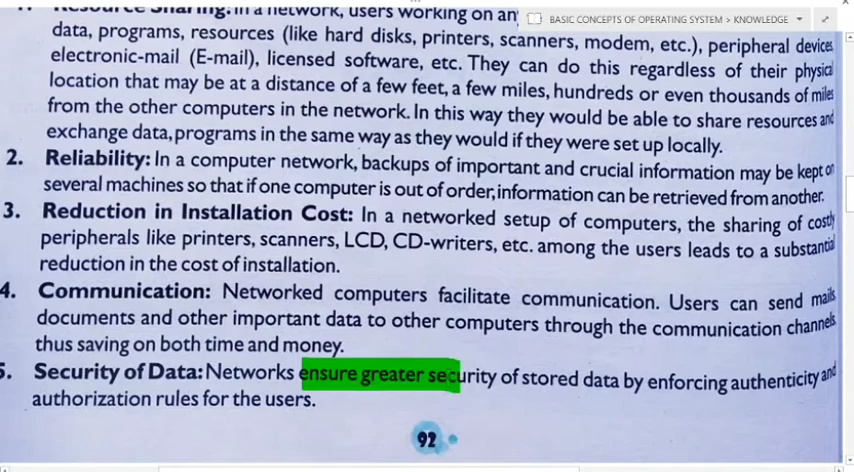 BASIC CONCEPTS OF OPERATING SYSTEM > KNOWLEDGE
Resource Sharing: In a network, users working on any
data, programs, resources (like hard disks, printers, scanners, modem, etc.), peripheral devices
electronic-mail (E-mail), licensed software, etc. They can do this regardless of their physical
location that may be at a distance of a few feet, a few miles, hundreds or even thousands of miles
from the other computers in the network. In this way they would be able to share resources and
exchange data, programs in the same way as they would if they were set up locally.
2. Reliability: In a computer network, backups of important and crucial information may be kept on
several machines so that if one computer is out of order, information can be retrieved from another.
3. Reduction in Installation Cost: In a networked setup of computers, the sharing of costly
peripherals like printers, scanners, LCD, CD-writers, etc. among the users leads to a substantial
reduction in the cost of installation.
4. Communication: Networked computers facilitate communication. Users can send mails
documents and other important data to other computers through the communication channels
thus saving on both time and money.
5. Security of Data: Networks ensure greater security of stored data by enforcing authenticity and
authorization rules for the users.
92